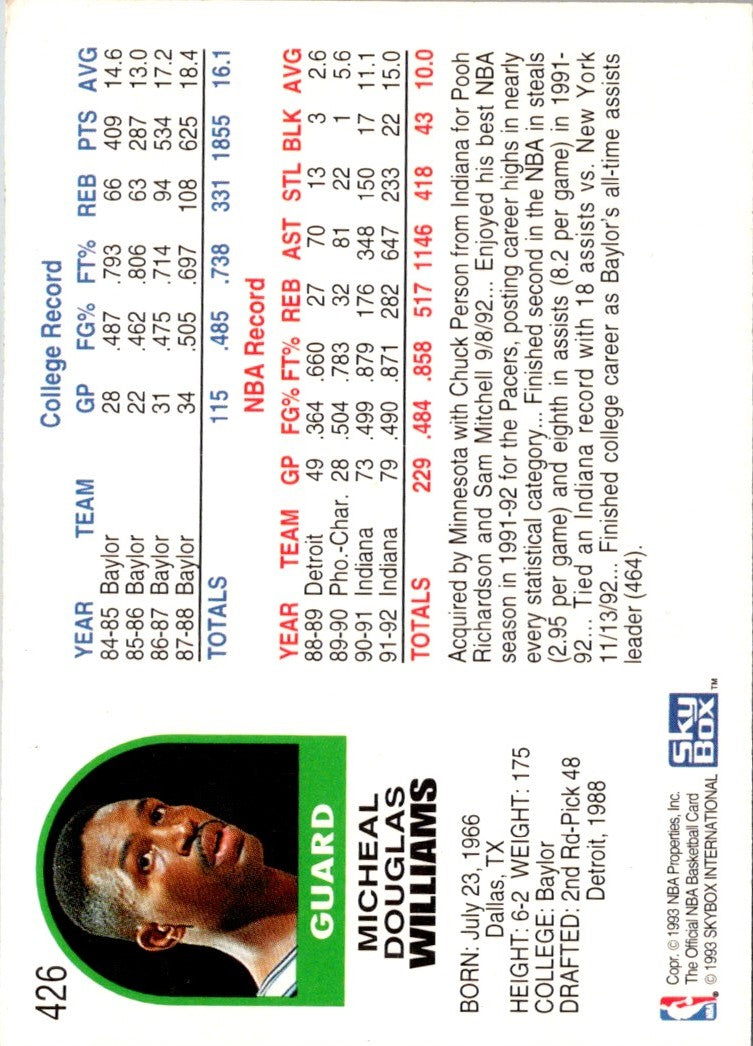 426
GUARD
MICHEAL
DOUGLAS
WILLIAMS
BORN: July 23, 1966
Dallas, TX
HEIGHT: 6-2 WEIGHT: 175
COLLEGE: Baylor
DRAFTED: 2nd Rd-Pick 48
Detroit, 1988
Copr. © 1993 NBA Properties, Inc.
The Official NBA Basketball Card
© 1993 SKYBOX INTERNATIONAL
NBA
®
Sky
Box
™
College Record
YEAR TEAM GP FG% FT% REB PTS AVG
84-85 Baylor 28 .487 .793 66 409 14.6
85-86 Baylor 22 .462 .806 63 287 13.0
86-87 Baylor 31 .475 .714 94 534 17.2
87-88 Baylor 34 .505 .697 108 625 18.4
TOTALS 115 .485 .738 331 1855 16.1
NBA Record
YEAR TEAM GP FG% FT% REB AST STL BLK AVG
88-89 Detroit 49 .364 .660 27 70 13 3 2.6
89-90 Pho.-Char. 28 .504 .783 32 81 22 1 5.6
90-91 Indiana 73 .499 .879 176 348 150 17 11.1
91-92 Indiana 79 .490 .871 282 647 233 22 15.0
TOTALS 229 .484 .858 517 1146 418 43 10.0
Acquired by Minnesota with Chuck Person from Indiana for Pooh
Richardson and Sam Mitchell 9/8/92... Enjoyed his best NBA
season in 1991-92 for the Pacers, posting career highs in nearly
every statistical category... Finished second in the NBA in steals
(2.95 per game) and eighth in assists (8.2 per game) in 1991-
92... Tied an Indiana record with 18 assists vs. New York
11/13/92... Finished college career as Baylor's all-time assists
leader (464).